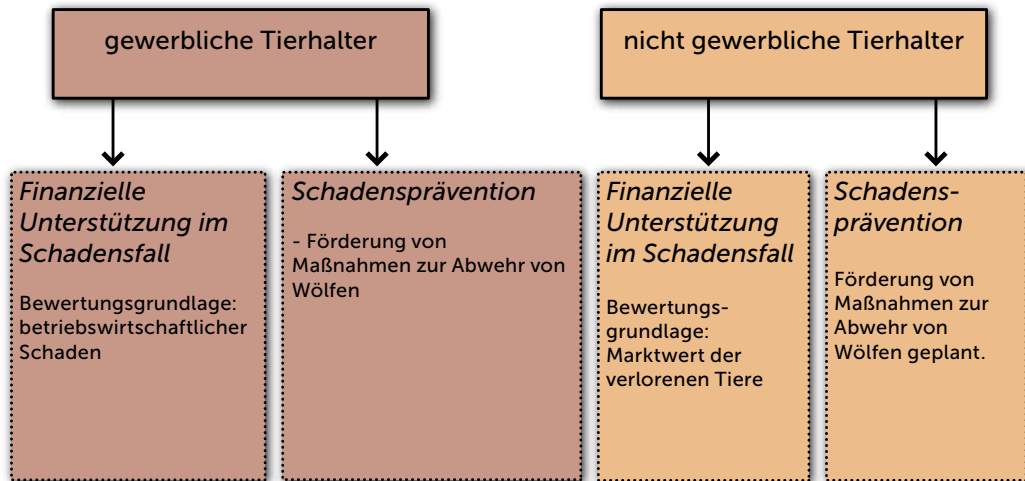 gewerbliche Tierhalter
Finanzielle
Unterstützung im
Schadensfall
Bewertungsgrundlage:
betriebswirtschaftlicher
Schaden
Schadensprävention
- Förderung von
Maßnahmen zur Abwehr von
Wölfen
nicht gewerbliche Tierhalter
Finanzielle
Unterstützung
im Schadensfall
Bewertungs-
grundlage:
Marktwert der
verlorenen Tiere
Schadens-
prävention
Förderung von
Maßnahmen zur
Abwehr von
Wölfen geplant.